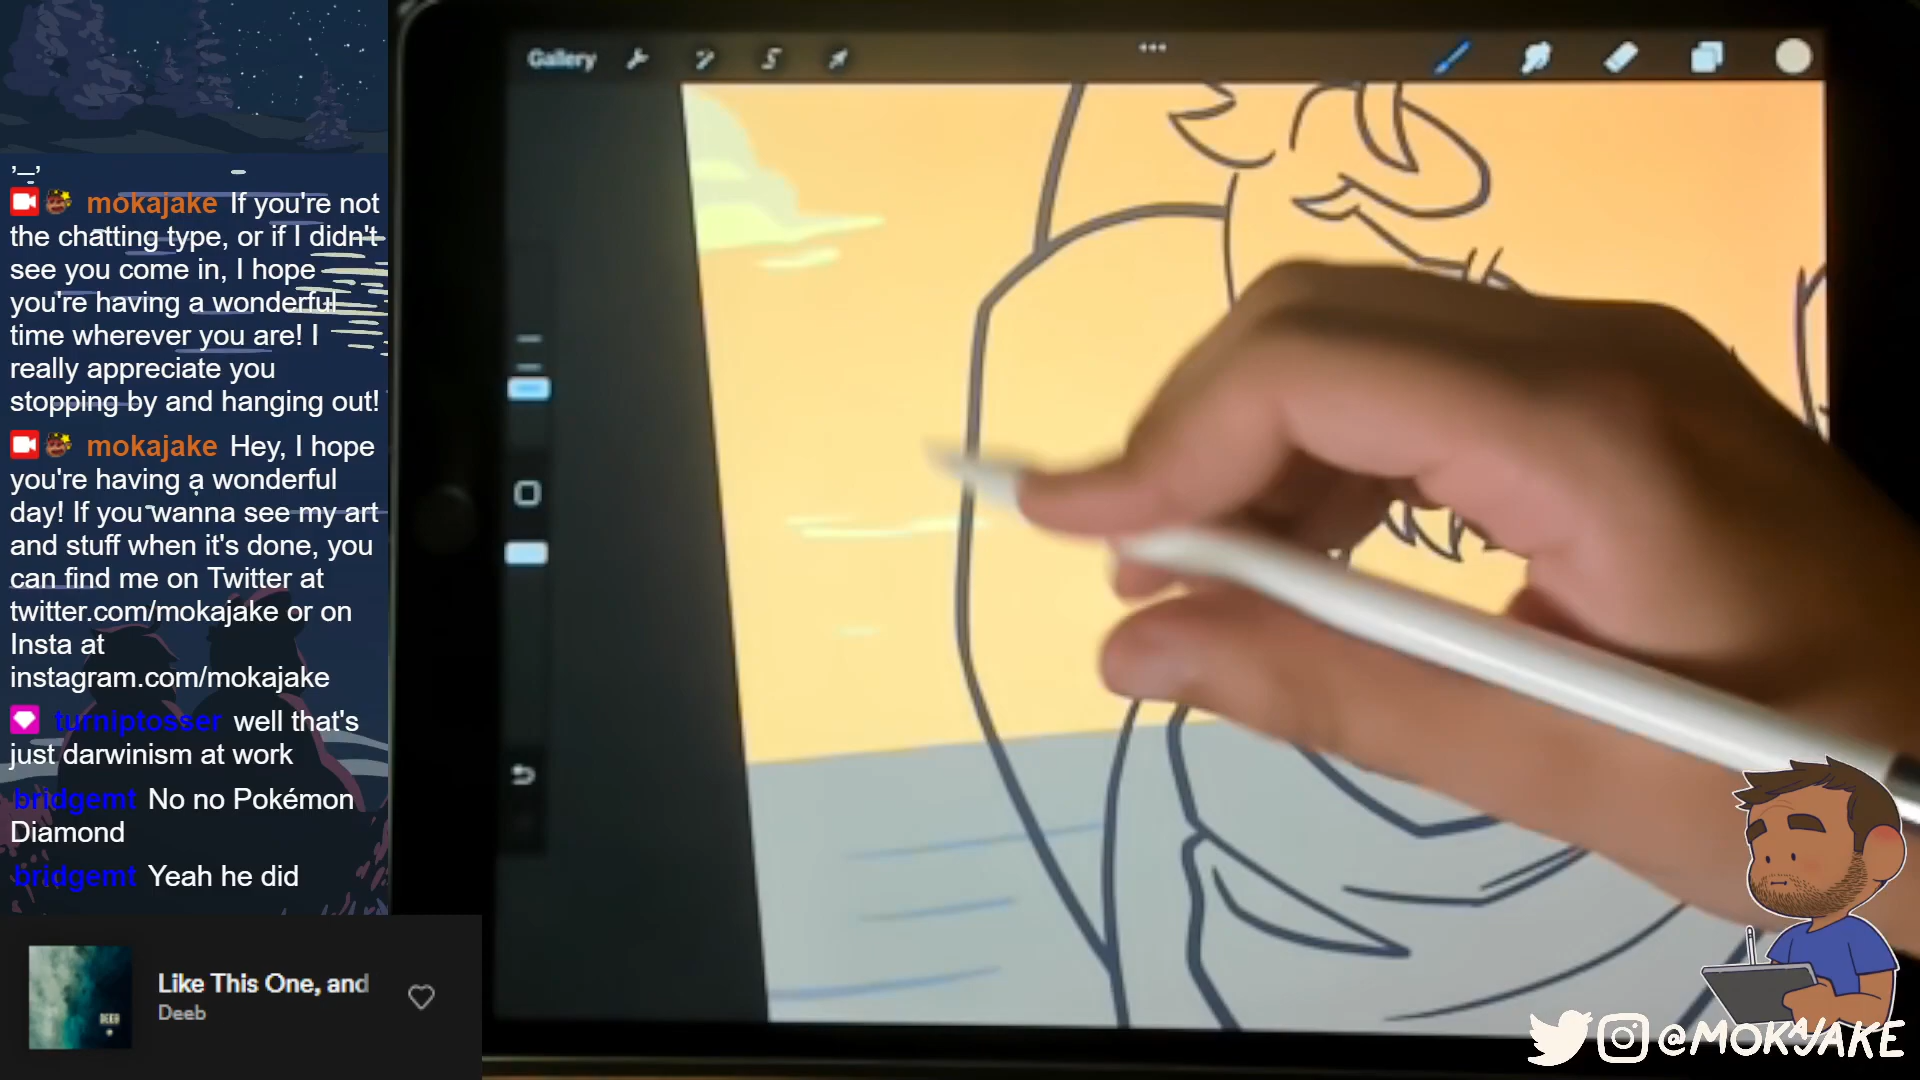 Gallery
mokajake If you're not
the chatting type, or if I didn't
see you come in, I hope
you're having a wonderful
time wherever you are! I
really appreciate you
stopping by and hanging out!
mokajake Hey, I hope
you're having a wonderful
day! If you wanna see my art
and stuff when it's done, you
can find me on Twitter at
twitter.com/mokajake or on
Insta at
instagram.com/mokajake
turniptosser well that's
just darwinism at work
bridgemt No no Pokémon
Diamond
bridgemt Yeah he did
DEEB
Like This One, and
Deeb
@MOKAJAKE